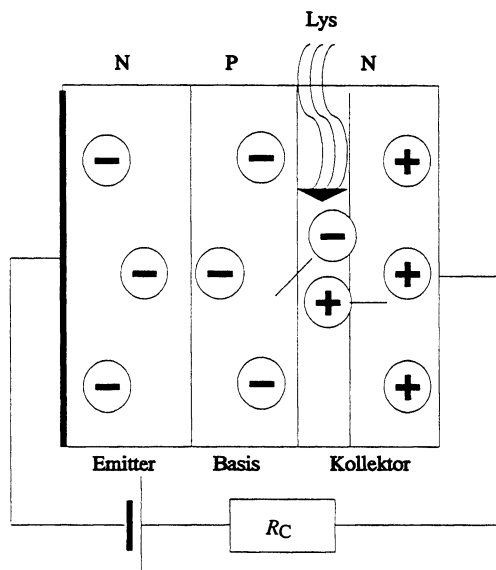 Lys
N P N
− − +
−
− − +
+
− − +
Emitter Basis Kollektor
RC